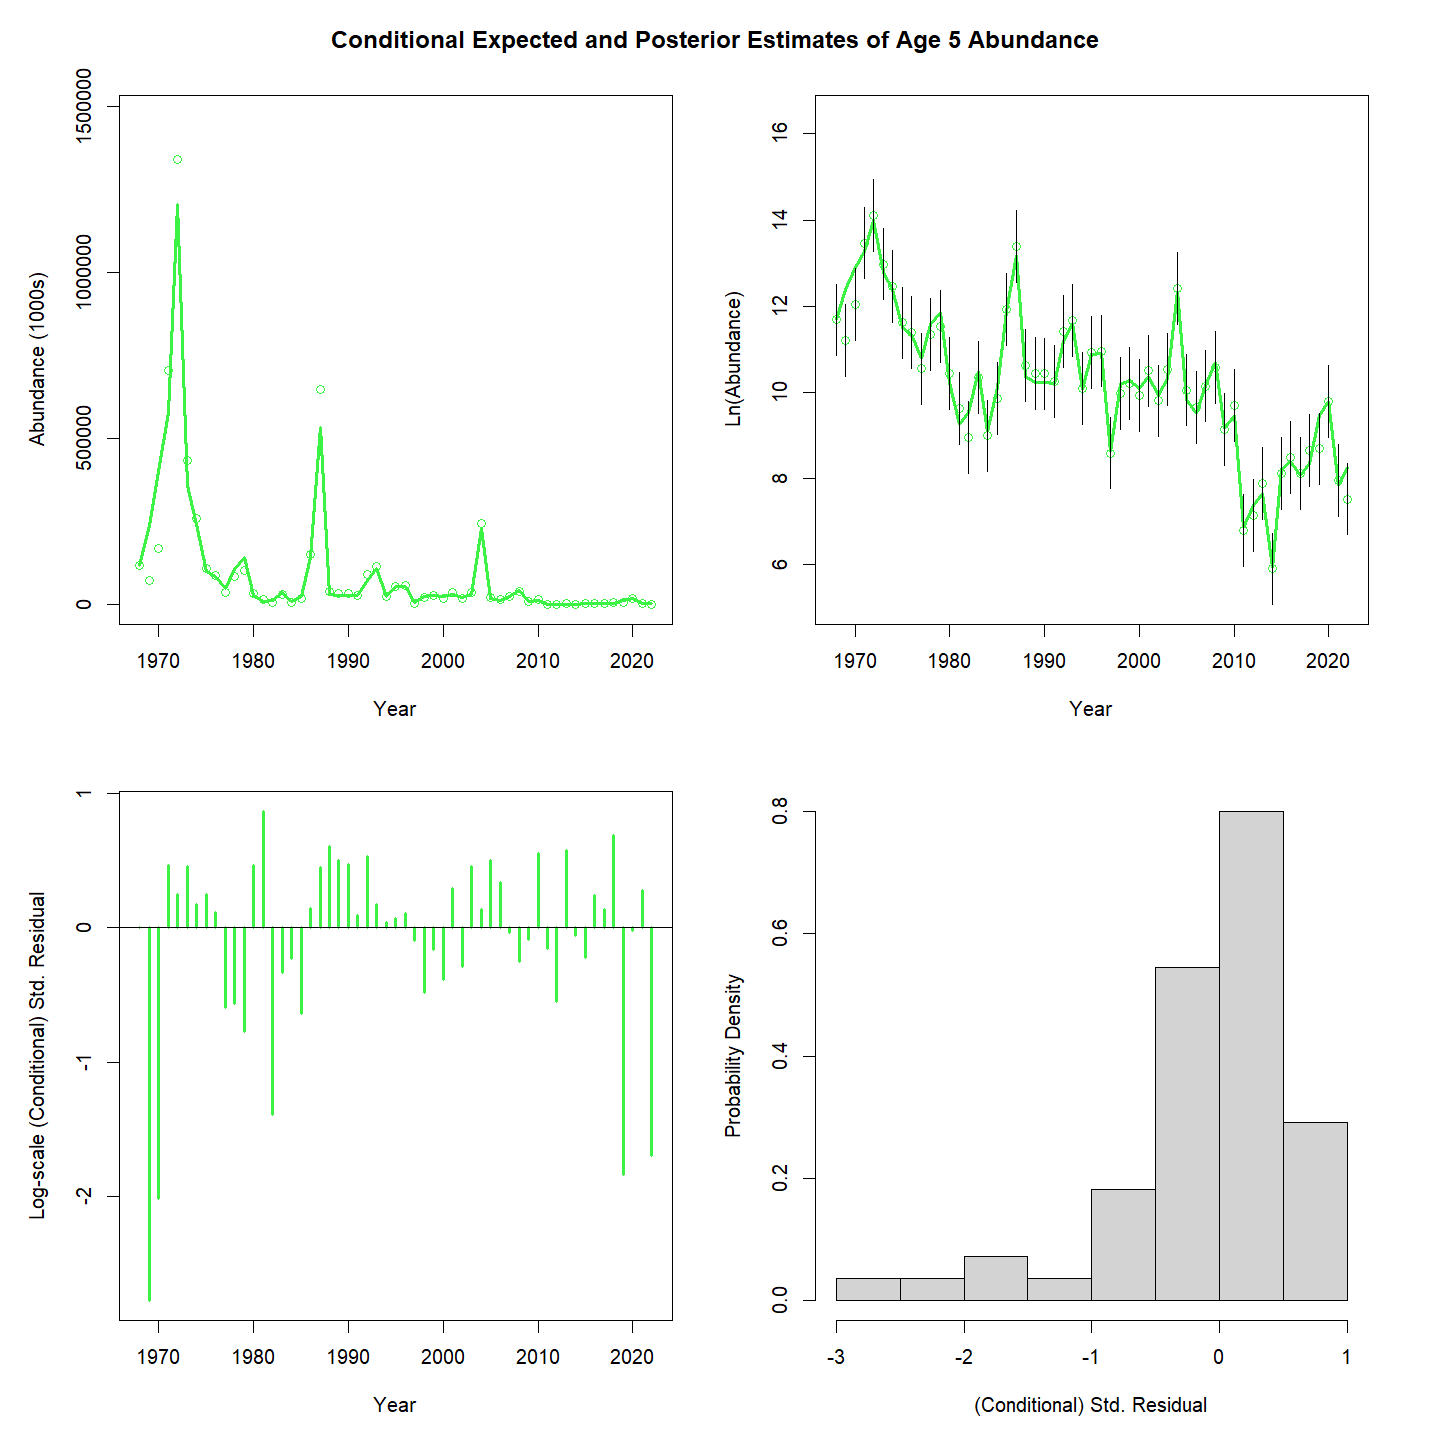 Conditional Expected and Posterior Estimates of Age 5 Abundance
Abundance (1000s)
0
500000
1000000
1500000
1970 1980 1990 2000 2010 2020
Year
Ln(Abundance)
6
8
10
12
14
16
1970 1980 1990 2000 2010 2020
Year
Log-scale (Conditional) Std. Residual
-2
-1
0
1
1970 1980 1990 2000 2010 2020
Year
Probability Density
0.0
0.2
0.4
0.6
0.8
-3 -2 -1 0 1
(Conditional) Std. Residual